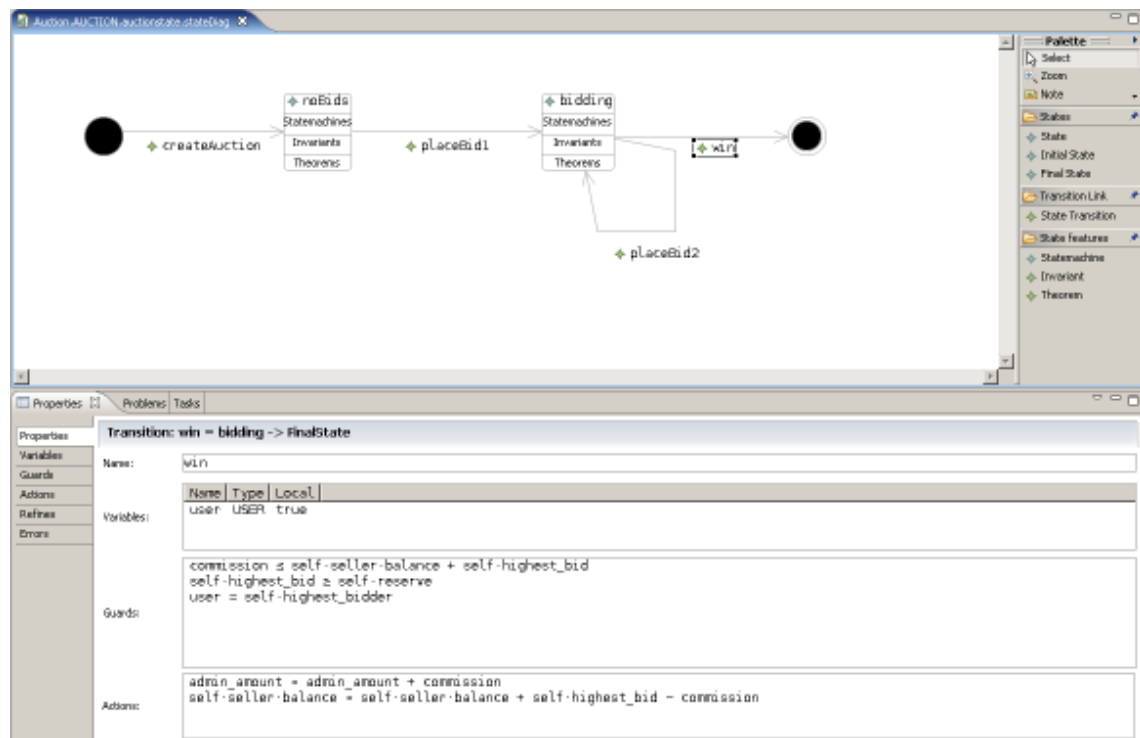 Auction.AUCTION.auctionstate.stateDiag
Palette
Select
Zoom
Note
States
State
Initial State
Final State
Transition Link
State Transition
State features
Statemachine
Invariant
Theorem
noBids
Statemachines
Invariants
Theorems
bidding
Statemachines
Invariants
Theorems
createAuction
placeBid1
win
placeBid2
Properties Problems Tasks
Properties
Variables
Guards
Actions
Refines
Errors
Transition: win = bidding -> FinalState
Name: win
Variables:
Name Type Local
user USER true
Guards:
commission ≤ self·seller·balance + self·highest_bid
self·highest_bid ≥ self·reserve
user = self·highest_bidder
Actions:
admin_amount = admin_amount + commission
self·seller·balance = self·seller·balance + self·highest_bid − commission